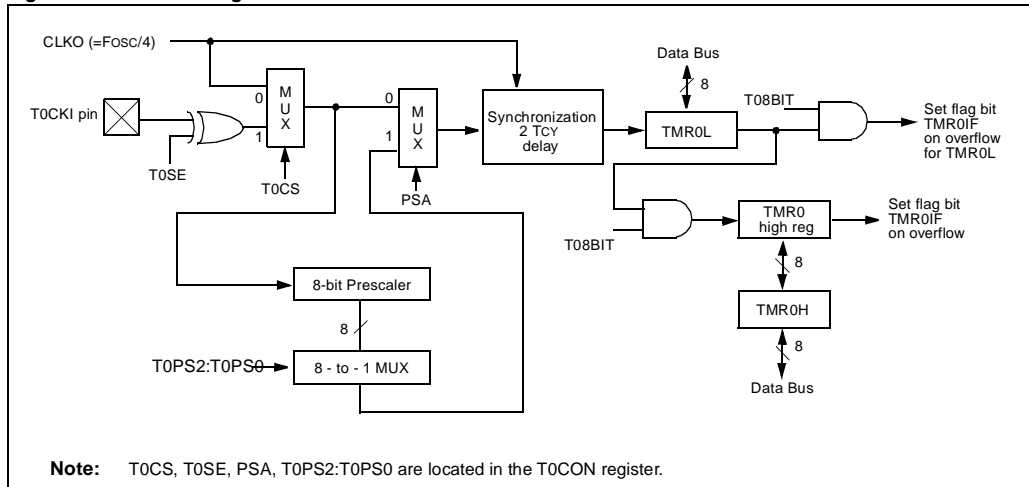 CLKO (=FOSC/4)
T0CKI pin
T0SE
0
1
M
U
X
T0CS
0
1
M
U
X
PSA
Synchronization
2 TCY
delay
Data Bus
8
TMR0L
T08BIT
Set flag bit
TMR0IF
on overflow
for TMR0L
T08BIT
TMR0
high reg
Set flag bit
TMR0IF
on overflow
8
TMR0H
8
Data Bus
8-bit Prescaler
8
8 - to - 1 MUX
T0PS2:T0PS0
Note: T0CS, T0SE, PSA, T0PS2:T0PS0 are located in the T0CON register.